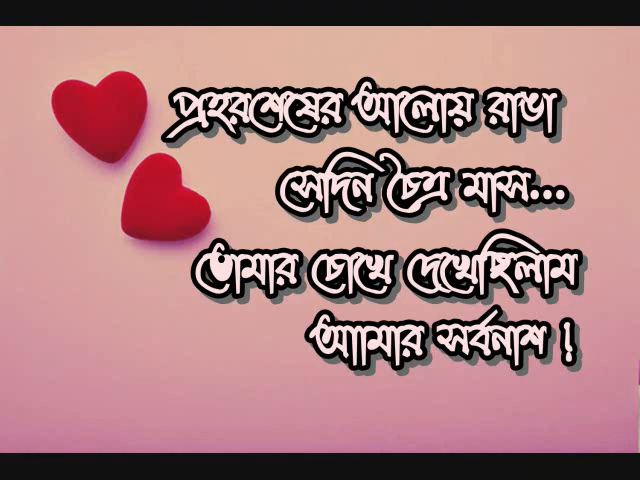 প্রহরশেষের আলোয় রাঙা
সেদিন চৈত্র মাস...
তোমার চোখে দেখেছিলাম
আমার সর্বনাশ !